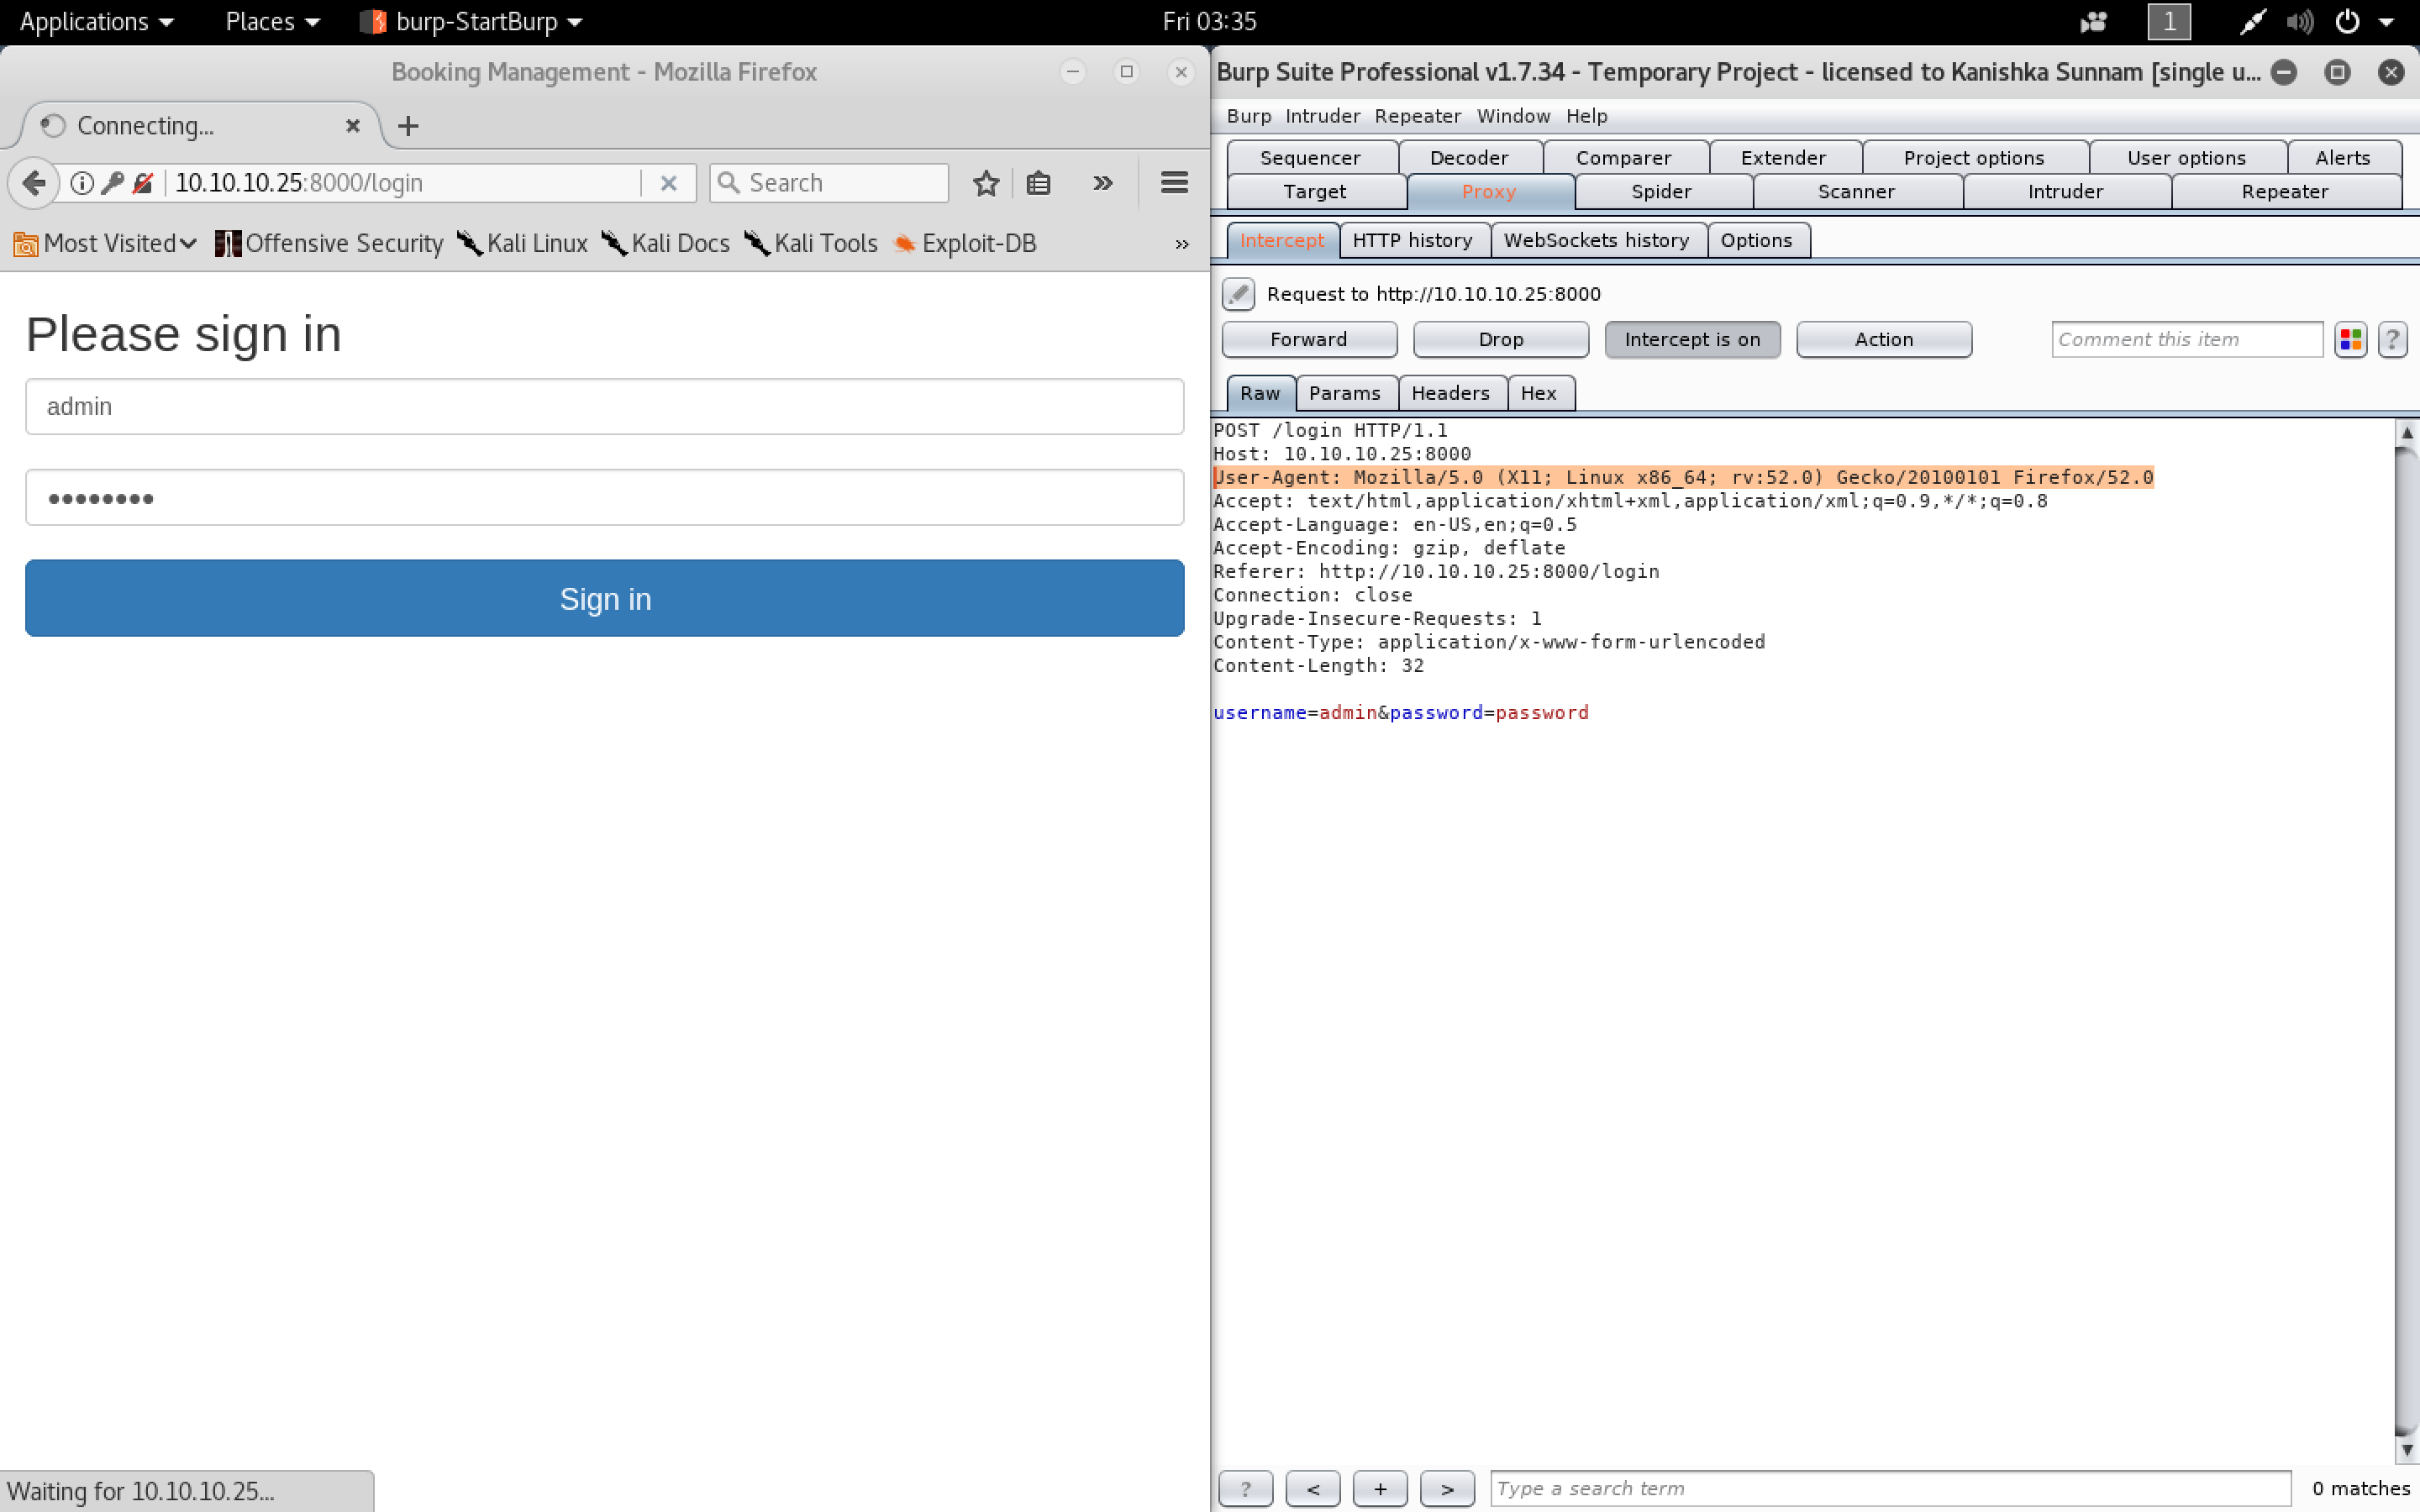 Applications Places burp-StartBurp Fri 03:35 1
Booking Management - Mozilla Firefox
Connecting...
10.10.10.25:8000/login Search
Most Visited Offensive Security Kali Linux Kali Docs Kali Tools Exploit-DB »
Please sign in
admin
••••••••
Sign in
Waiting for 10.10.10.25...
Burp Suite Professional v1.7.34 - Temporary Project - licensed to Kanishka Sunnam [single u...
Burp Intruder Repeater Window Help
Sequencer Decoder Comparer Extender Project options User options Alerts
Target Proxy Spider Scanner Intruder Repeater
Intercept HTTP history WebSockets history Options
Request to http://10.10.10.25:8000
Forward Drop Intercept is on Action Comment this item ?
Raw Params Headers Hex
POST /login HTTP/1.1
Host: 10.10.10.25:8000
User-Agent: Mozilla/5.0 (X11; Linux x86_64; rv:52.0) Gecko/20100101 Firefox/52.0
Accept: text/html,application/xhtml+xml,application/xml;q=0.9,*/*;q=0.8
Accept-Language: en-US,en;q=0.5
Accept-Encoding: gzip, deflate
Referer: http://10.10.10.25:8000/login
Connection: close
Upgrade-Insecure-Requests: 1
Content-Type: application/x-www-form-urlencoded
Content-Length: 32
username=admin&password=password
? < + > Type a search term 0 matches